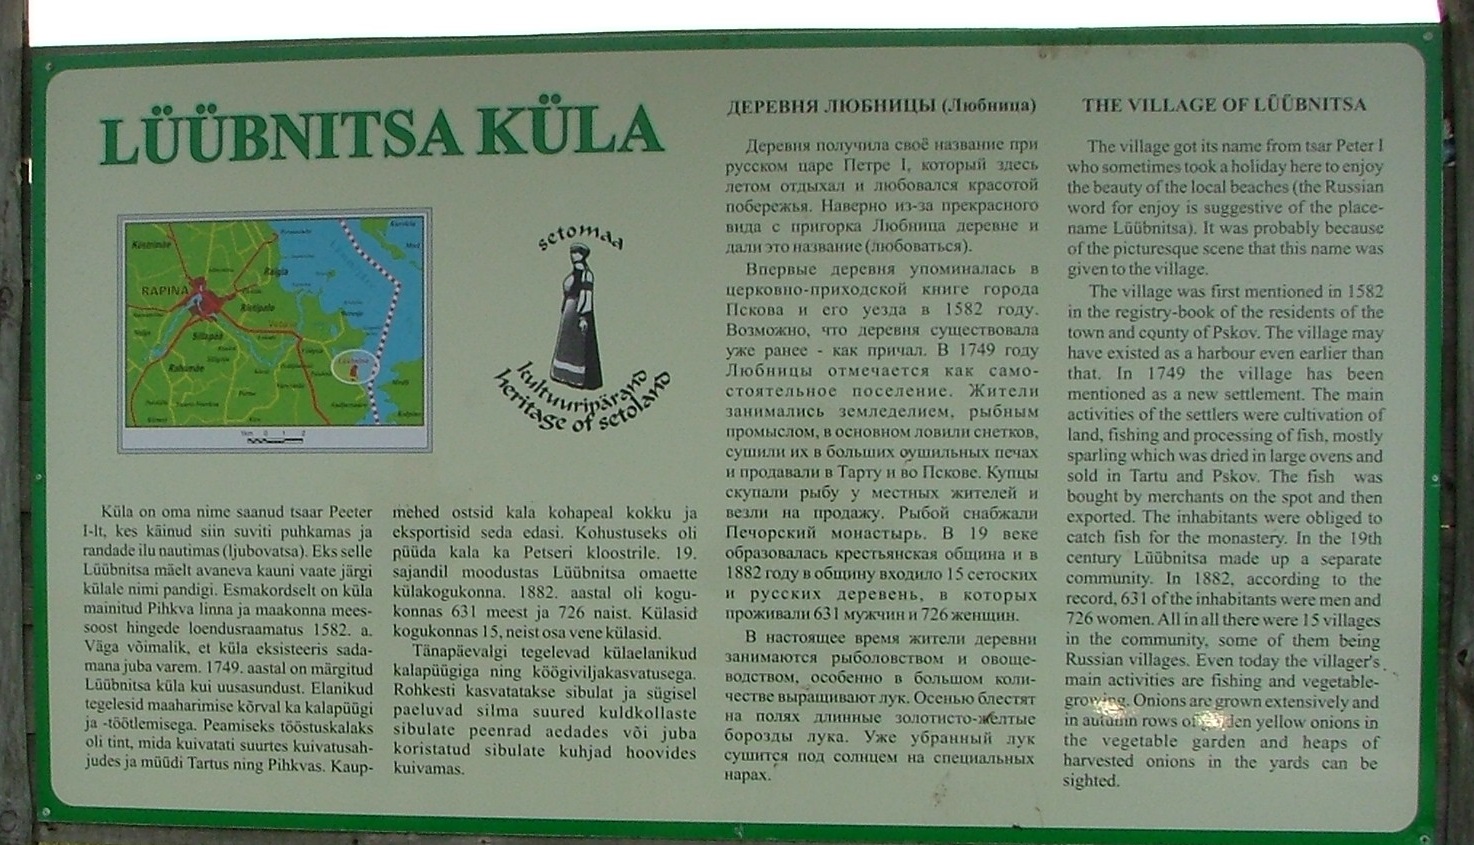 LÜÜBNITSA KÜLA
RÄPINA
Raigla
Ristipalo
Sillapää
Rahumäe
setomaa
kultuuripärand
heritage of setoland
Küla on oma nime saanud tsaar Peeter
I-lt, kes käinud siin suviti puhkamas ja
randade ilu nautimas (ljubovatsa). Eks selle
Lüübnitsa mäelt avaneva kauni vaate järgi
külale nimi pandigi. Esmakordselt on küla
mainitud Pihkva linna ja maakonna mees-
soost hingede loendusraamatus 1582. a.
Väga võimalik, et küla eksisteeris sada-
mana juba varem. 1749. aastal on märgitud
Lüübnitsa küla kui uusasundust. Elanikud
tegelesid maaharimise kõrval ka kalapüügi
ja -töötlemisega. Peamiseks tööstuskalaks
oli tint, mida kuivatati suurtes kuivatusah-
judes ja müüdi Tartus ning Pihkvas. Kaup-
mehed ostsid kala kohapeal kokku ja
eksportisid seda edasi. Kohustuseks oli
püüda kala ka Petseri kloostrile. 19.
sajandil moodustas Lüübnitsa omaette
külakogukonna. 1882. aastal oli kogu-
konnas 631 meest ja 726 naist. Külasid
kogukonnas 15, neist osa vene külasid.
Tänapäevalgi tegelevad külaelanikud
kalapüügiga ning köögiviljakasvatusega.
Rohkesti kasvatatakse sibulat ja sügisel
paeluvad silma suured kuldkollaste
sibulate peenrad aedades või juba
koristatud sibulate kuhjad hoovides
kuivamas.
ДЕРЕВНЯ ЛЮБНИЦЫ (Любница)
Деревня получила своё название при
русском царе Петре I, который здесь
летом отдыхал и любовался красотой
побережья. Наверно из-за прекрасного
вида с пригорка Любница деревне и
дали это название (любоваться).
Впервые деревня упоминалась в
церковно-приходской книге города
Пскова и его уезда в 1582 году.
Возможно, что деревня существовала
уже ранее - как причал. В 1749 году
Любницы отмечается как само-
стоятельное поселение. Жители
занимались земледелием, рыбным
промыслом, в основном ловили снетков,
сушили их в больших оушильных печах
и продавали в Тарту и во Пскове. Купцы
скупали рыбу у местных жителей и
везли на продажу. Рыбой снабжали
Печорский монастырь. В 19 веке
образовалась крестьянская община и в
1882 году в общину входило 15 сетоских
и русских деревень, в которых
проживали 631 мужчин и 726 женщин.
В настоящее время жители деревни
занимаются рыболовством и овоще-
водством, особенно в большом коли-
честве выращивают лук. Осенью блестят
на полях длинные золотисто-желтые
борозды лука. Уже убранный лук
сушится под солнцем на специальных
нарах.
THE VILLAGE OF LÜÜBNITSA
The village got its name from tsar Peter I
who sometimes took a holiday here to enjoy
the beauty of the local beaches (the Russian
word for enjoy is suggestive of the place-
name Lüübnitsa). It was probably because
of the picturesque scene that this name was
given to the village.
The village was first mentioned in 1582
in the registry-book of the residents of the
town and county of Pskov. The village may
have existed as a harbour even earlier than
that. In 1749 the village has been
mentioned as a new settlement. The main
activities of the settlers were cultivation of
land, fishing and processing of fish, mostly
sparling which was dried in large ovens and
sold in Tartu and Pskov. The fish was
bought by merchants on the spot and then
exported. The inhabitants were obliged to
catch fish for the monastery. In the 19th
century Lüübnitsa made up a separate
community. In 1882, according to the
record, 631 of the inhabitants were men and
726 women. All in all there were 15 villages
in the community, some of them being
Russian villages. Even today the villager's
main activities are fishing and vegetable-
growing. Onions are grown extensively and
in autumn rows of golden yellow onions in
the vegetable garden and heaps of
harvested onions in the yards can be
sighted.